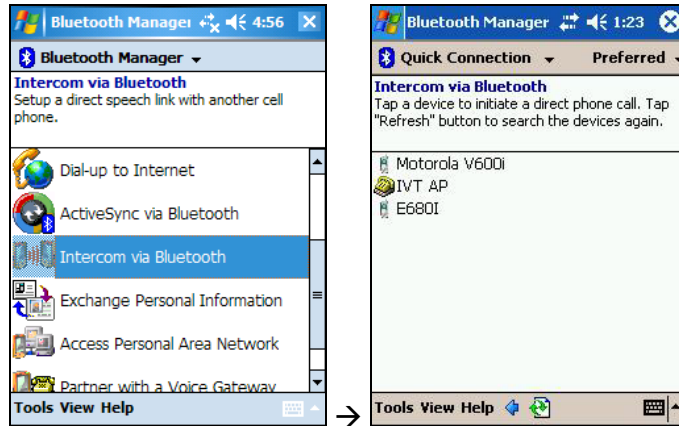 Bluetooth Manager 4:56
Bluetooth Manager
Intercom via Bluetooth
Setup a direct speech link with another cell
phone.
Dial-up to Internet
ActiveSync via Bluetooth
Intercom via Bluetooth
Exchange Personal Information
Access Personal Area Network
Partner with a Voice Gateway
Tools View Help
→
Bluetooth Manager 1:23
Quick Connection Preferred
Intercom via Bluetooth
Tap a device to initiate a direct phone call. Tap
"Refresh" button to search the devices again.
Motorola V600i
IVT AP
E680I
Tools View Help